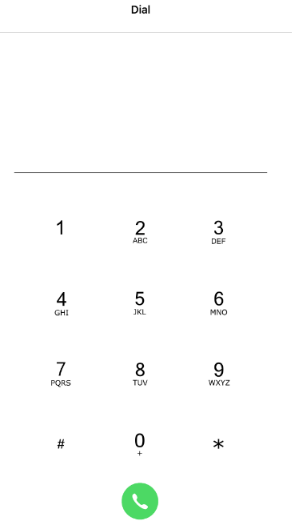 Dial
1 2 3
ABC DEF
4 5 6
GHI JKL MNO
7 8 9
PQRS TUV WXYZ
# 0 *
+